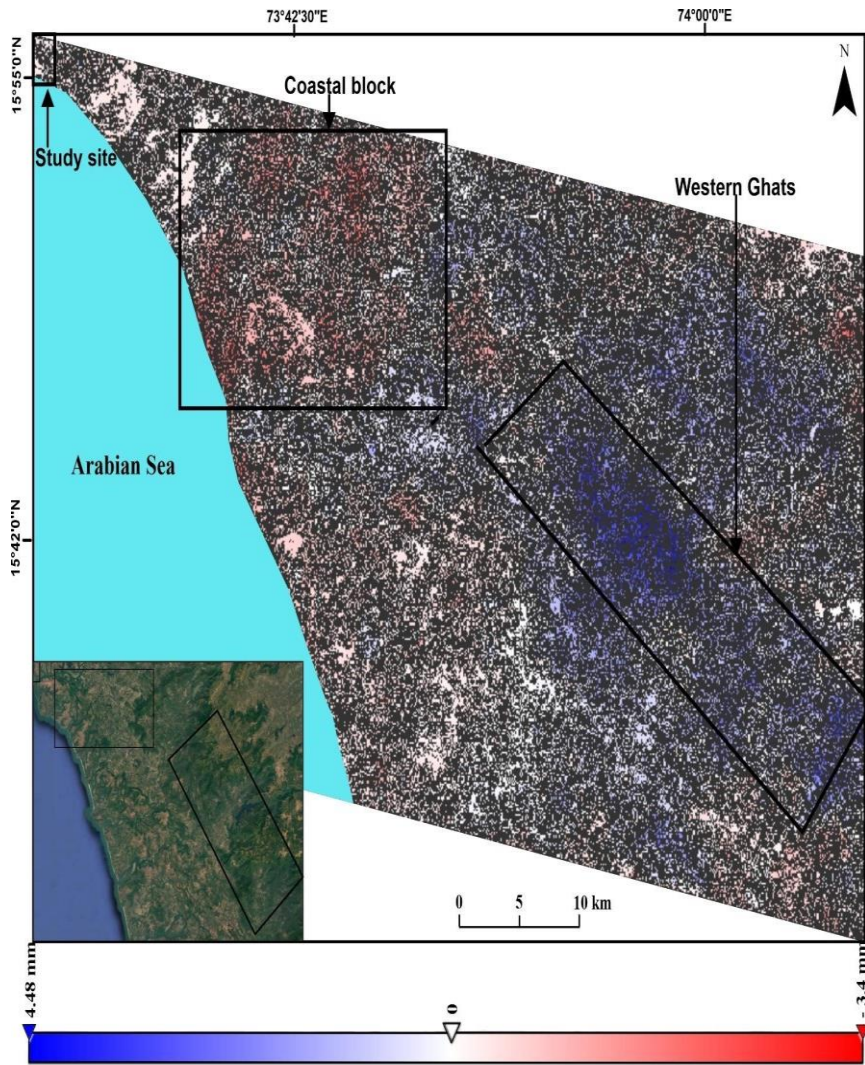 73°42'30"E
74°00'0"E
N
15°55'0"N
Coastal block
Study site
Western Ghats
Arabian Sea
15°42'0"N
0 5 10 km
4.48 mm
0
- 3.4 mm